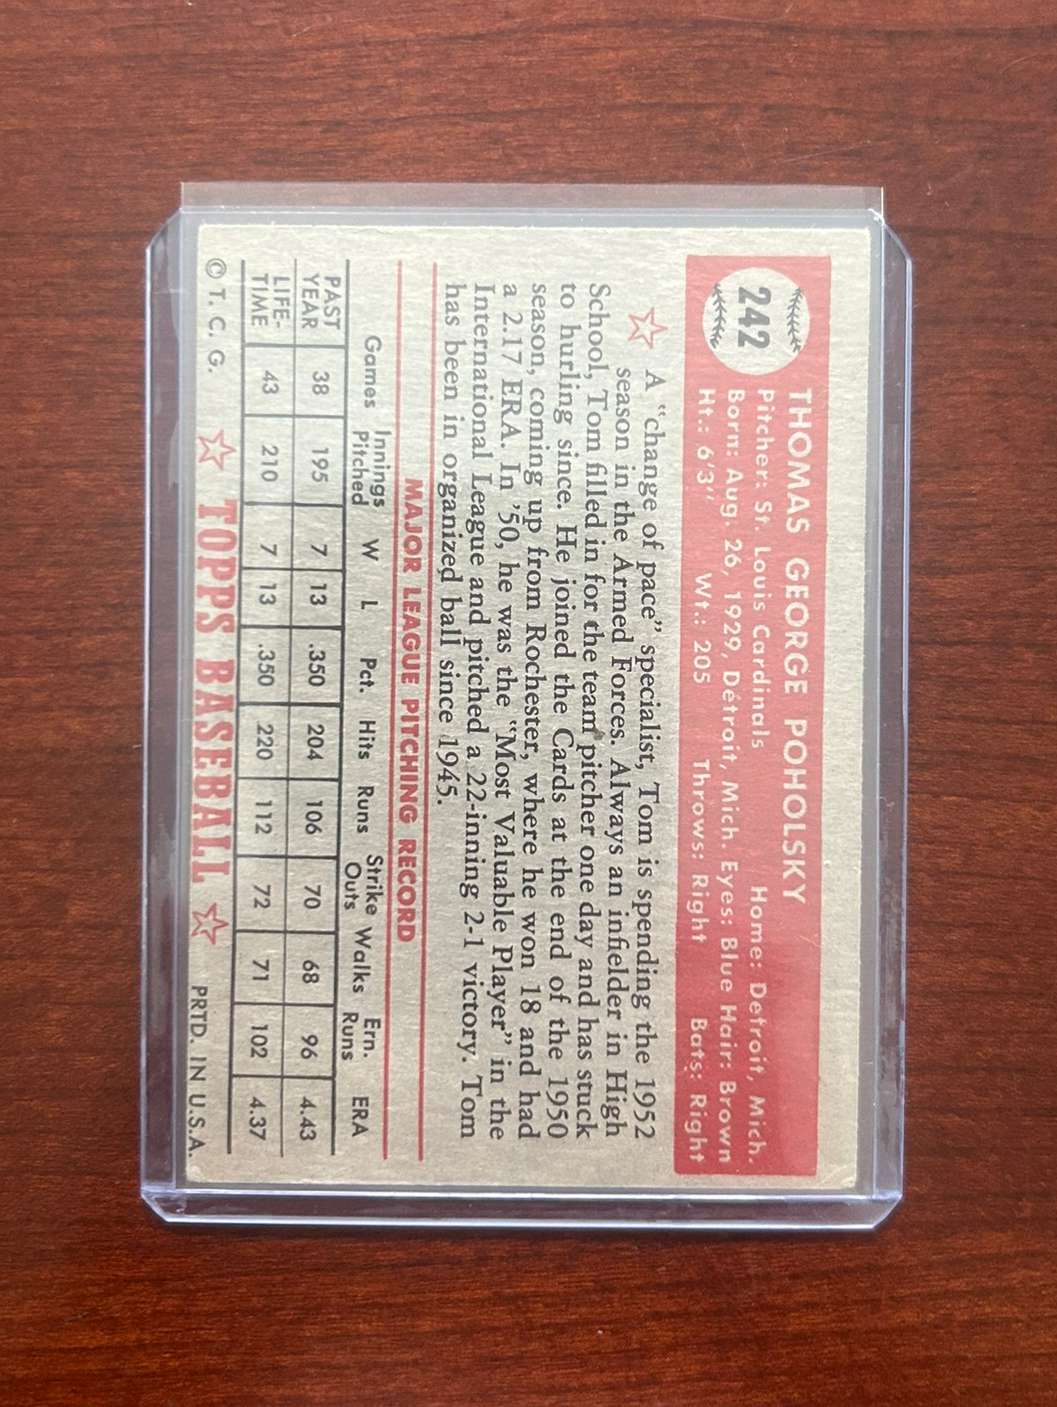 242
THOMAS GEORGE POHOLSKY
Pitcher: St. Louis Cardinals Home: Detroit, Mich.
Born: Aug. 26, 1929, Detroit, Mich. Eyes: Blue Hair: Brown
Ht.: 6'3" Wt.: 205 Throws: Right Bats: Right
A "change of pace" specialist, Tom is spending the 1952
season in the Armed Forces. Always an infielder in High
School, Tom filled in for the team pitcher one day and has stuck
to hurling since. He joined the Cards at the end of the 1950
season, coming up from Rochester, where he won 18 and had
a 2.17 ERA. In '50, he was the "Most Valuable Player" in the
International League and pitched a 22-inning 2-1 victory. Tom
has been in organized ball since 1945.
MAJOR LEAGUE PITCHING RECORD
Games Innings Pitched W L Pct. Hits Runs Strike Outs Walks Ern. Runs ERA
PAST YEAR 38 195 7 13 .350 204 106 70 68 96 4.43
LIFE-TIME 43 210 7 13 .350 220 112 72 71 102 4.37
© T. C. G. TOPPS BASEBALL PRTD. IN U.S.A.